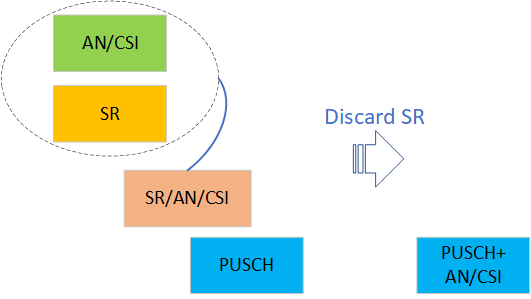 AN/CSI
SR
Discard SR
SR/AN/CSI
PUSCH
PUSCH+
AN/CSI